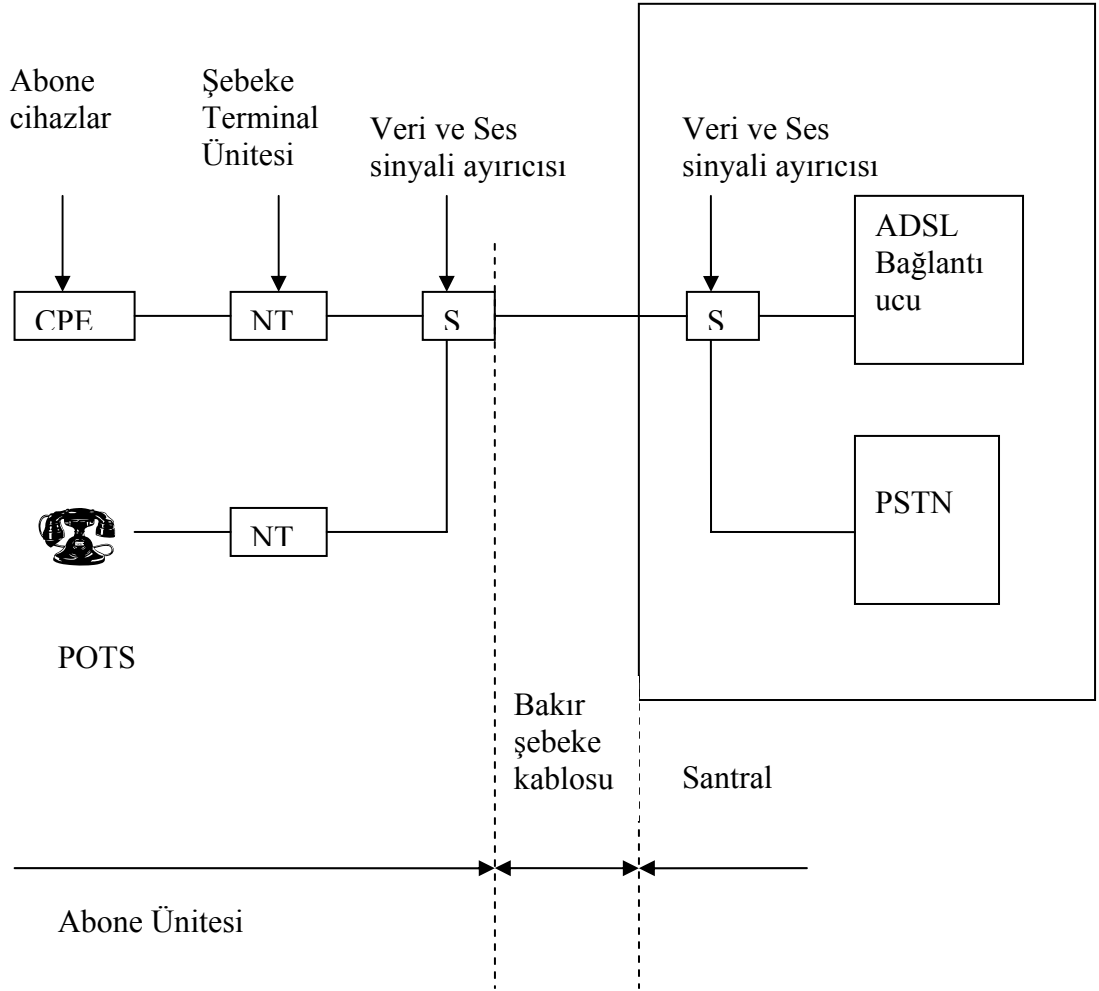 Abone
cihazlar
Şebeke
Terminal
Ünitesi
Veri ve Ses
sinyali ayırıcısı
Veri ve Ses
sinyali ayırıcısı
ADSL
Bağlantı
ucu
CPE
NT
S
S
PSTN
NT
POTS
Bakır
şebeke
kablosu
Santral
Abone Ünitesi